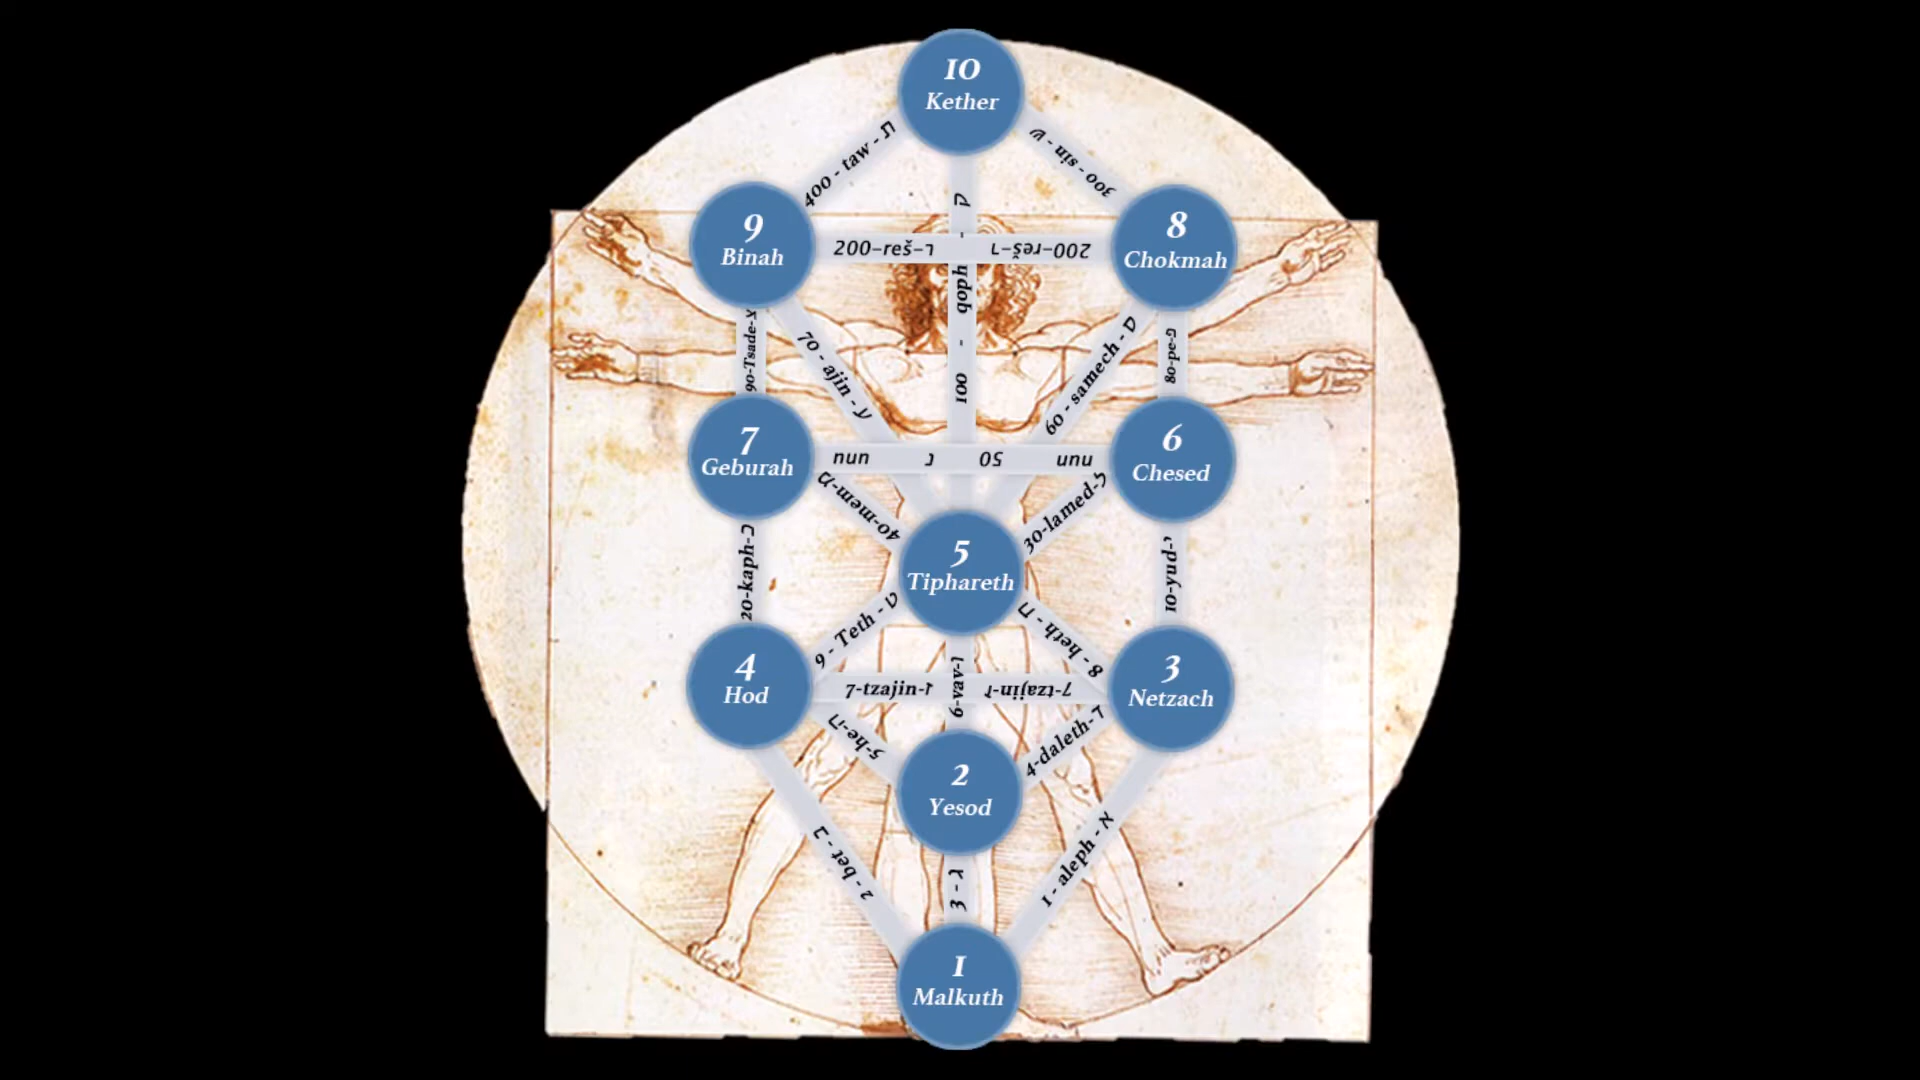 10
Kether
400 - taw - ת
300 - sin - ש
9
Binah
8
Chokmah
200-reš-ר
200-reš-ר
100 - qoph - ק
90-Tsade-צ
70 - ajin - ע
60 - samech - ס
80-pe-פ
7
Geburah
nun נ 50 nun
6
Chesed
40-mem-מ
30-lamed-ל
5
Tiphareth
20-kaph-כ
10-yud-י
9 - Teth - ט
8 - heth - ח
4
Hod
7-tzajin-ז
7-tzajin-ז
6-vav-ו
3
Netzach
5-he-ה
4-daleth-ד
2
Yesod
2 - bet - ב
3 - ג
1 - aleph - א
1
Malkuth